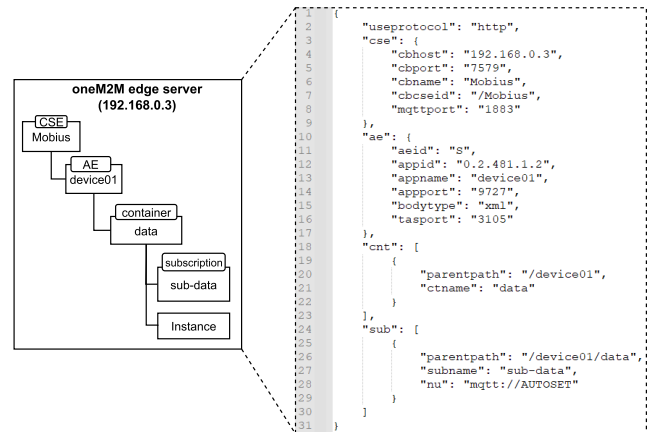 oneM2M edge server
(192.168.0.3)
CSE
Mobius
AE
device01
container
data
subscription
sub-data
Instance
1 {
2 "useprotocol": "http",
3 "cse": {
4 "cbhost": "192.168.0.3",
5 "cbport": "7579",
6 "cbname": "Mobius",
7 "cbcseid": "/Mobius",
8 "mqttport": "1883"
9 },
10 "ae": {
11 "aeid": "S",
12 "appid": "0.2.481.1.2",
13 "appname": "device01",
14 "appport": "9727",
15 "bodytype": "xml",
16 "tasport": "3105"
17 },
18 "cnt": [
19 {
20 "parentpath": "/device01",
21 "ctname": "data"
22 }
23 ],
24 "sub": [
25 {
26 "parentpath": "/device01/data",
27 "subname": "sub-data",
28 "nu": "mqtt://AUTOSET"
29 }
30 ]
31 }